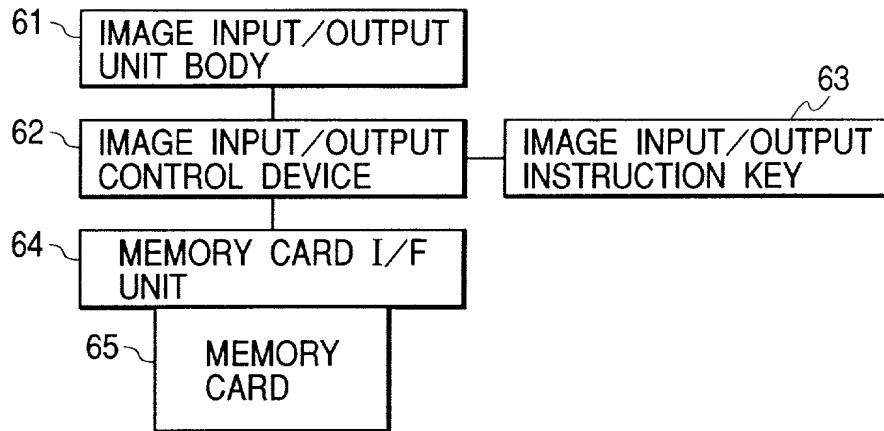 61
IMAGE INPUT/OUTPUT
UNIT BODY
63
62
IMAGE INPUT/OUTPUT
CONTROL DEVICE
IMAGE INPUT/OUTPUT
INSTRUCTION KEY
64
MEMORY CARD I/F
UNIT
65
MEMORY
CARD